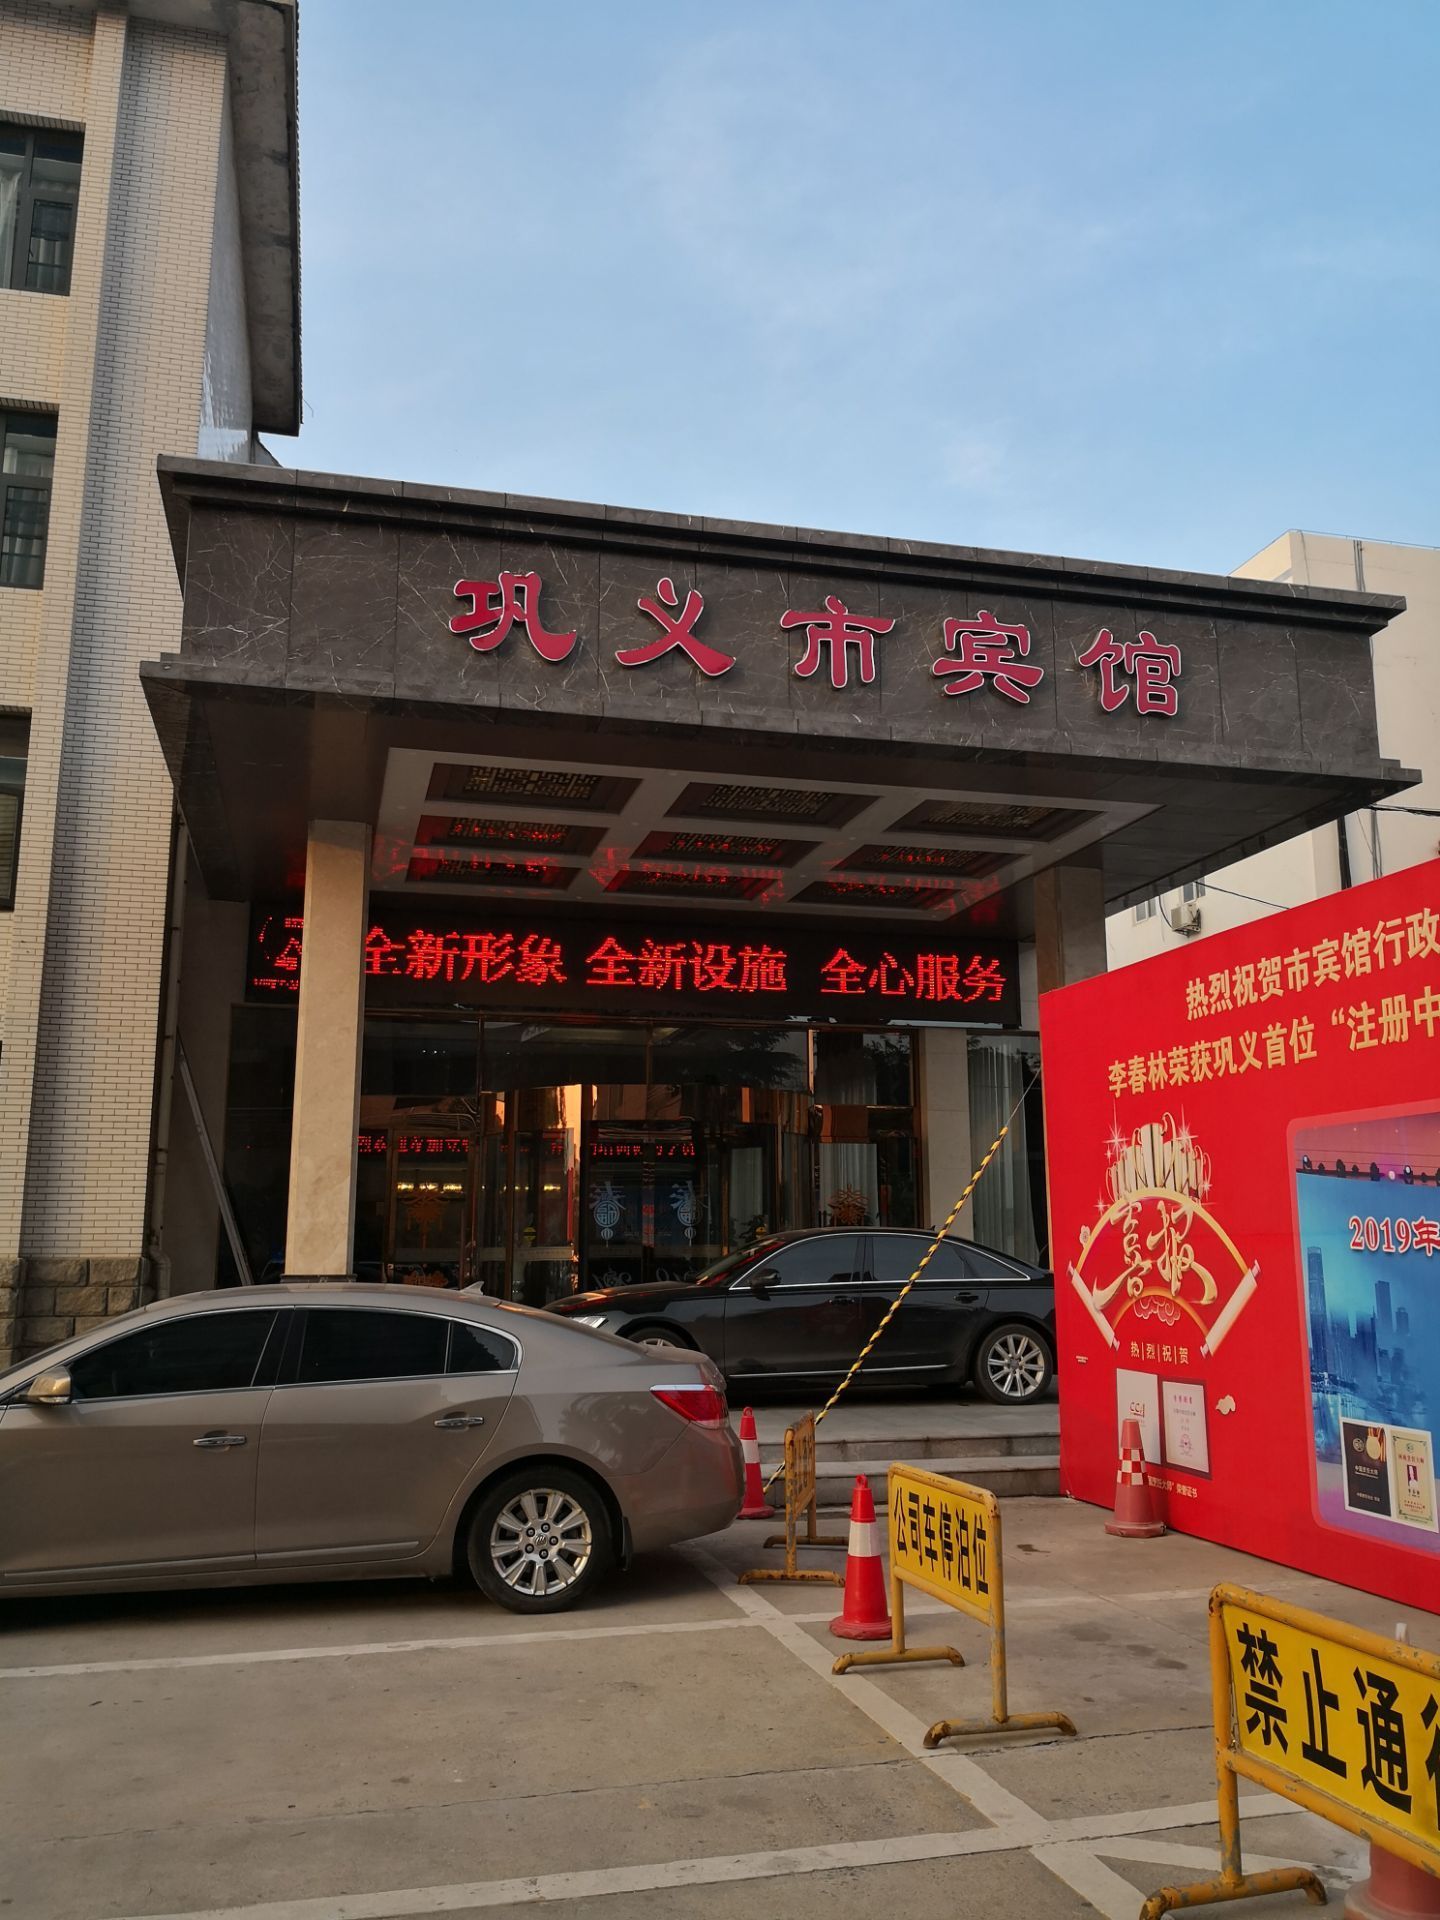 巩义市宾馆
全新形象 全新设施 全心服务
热烈祝贺市宾馆行政
李春林荣获巩义首位“注册中
喜报
热|烈|祝|贺
2019年
公司车停泊位
禁止通